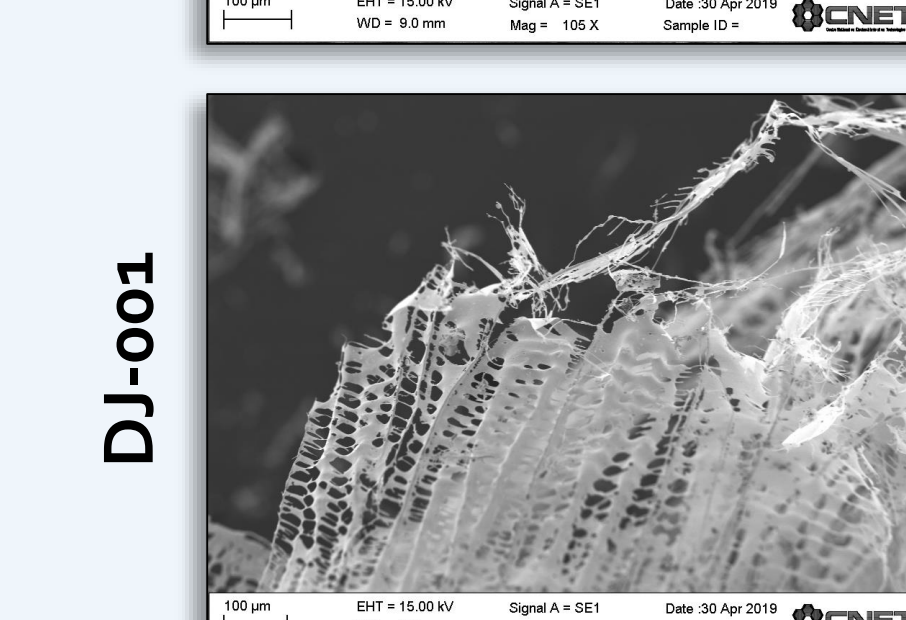 100 µm EHT = 15.00 kV Signal A = SE1 Date :30 Apr 2019
WD = 9.0 mm Mag = 105 X Sample ID =
CNET
DJ-001
100 µm EHT = 15.00 kV Signal A = SE1 Date :30 Apr 2019
CNET